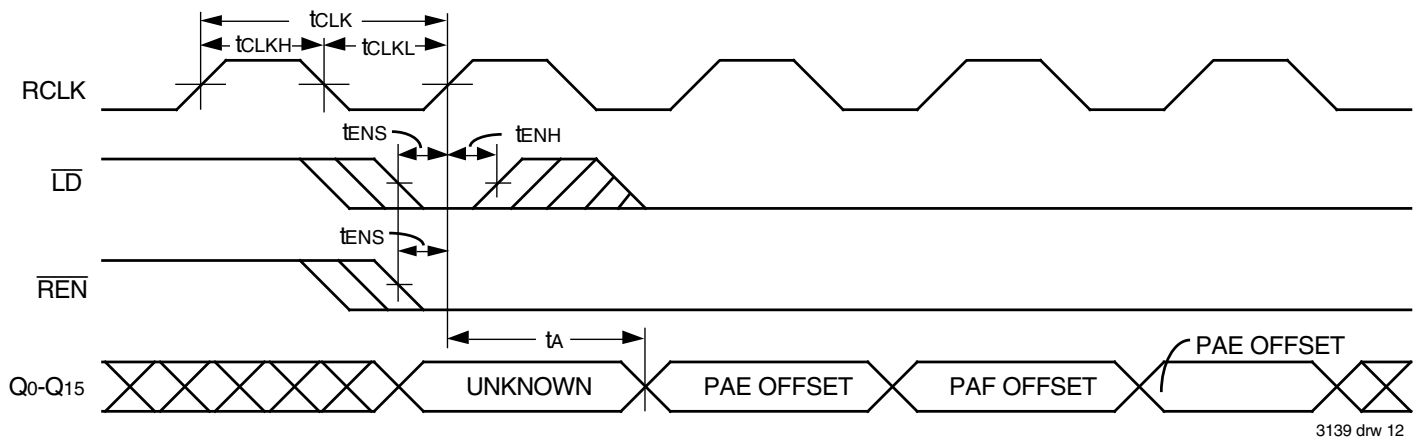 tCLK
tCLKH tCLKL
RCLK
tENS tENH
LD
tENS
REN
tA
PAE OFFSET
Q0-Q15 UNKNOWN PAE OFFSET PAF OFFSET
3139 drw 12